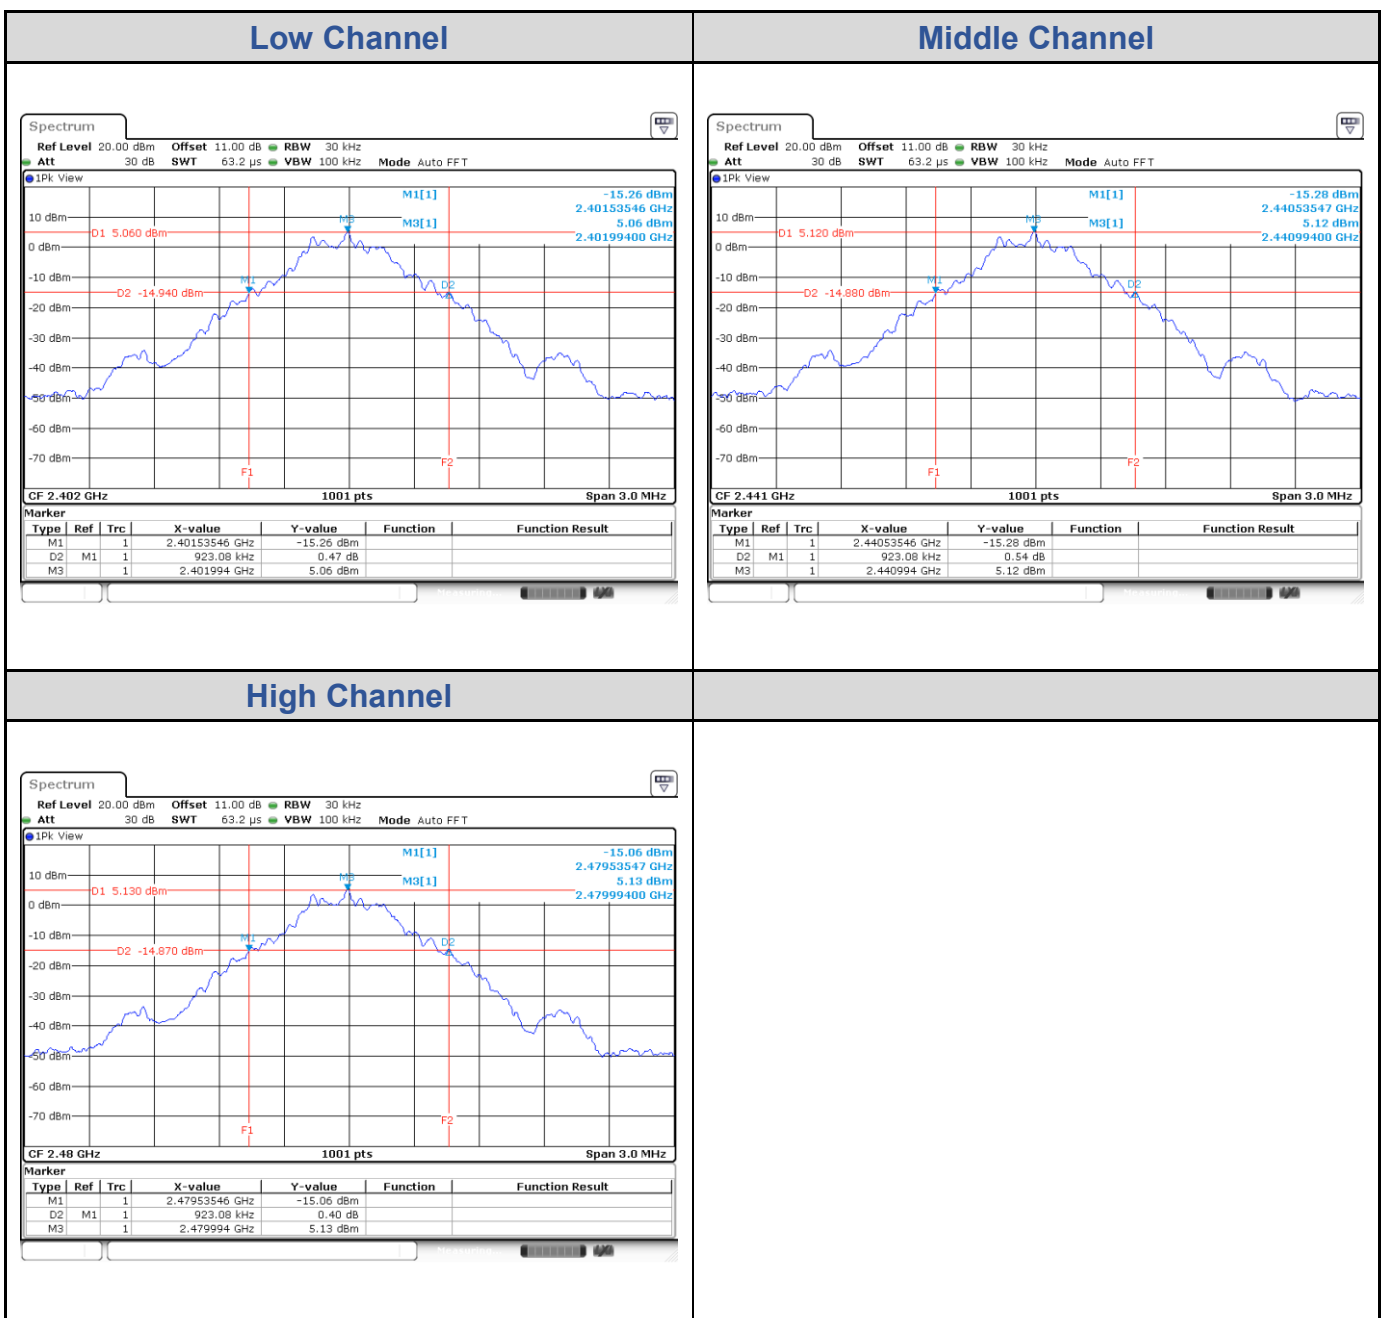 Low Channel
Middle Channel
Spectrum
Ref Level 20.00 dBm Offset 11.00 dB RBW 30 kHz
Att 30 dB SWT 63.2 µs VBW 100 kHz Mode Auto FFT
1Pk View
M1[1] -15.26 dBm
2.40153546 GHz
M3[1] 5.06 dBm
2.40199400 GHz
M3
10 dBm
D1 5.060 dBm
0 dBm
-10 dBm
M1
D2
D2 -14.940 dBm
-20 dBm
-30 dBm
-40 dBm
-50 dBm
-60 dBm
-70 dBm
F1
F2
CF 2.402 GHz 1001 pts Span 3.0 MHz
Marker
Type Ref Trc X-value Y-value Function Function Result
M1 1 2.40153546 GHz -15.26 dBm
D2 M1 1 923.08 kHz 0.47 dB
M3 1 2.401994 GHz 5.06 dBm
Measuring...
Spectrum
Ref Level 20.00 dBm Offset 11.00 dB RBW 30 kHz
Att 30 dB SWT 63.2 µs VBW 100 kHz Mode Auto FFT
1Pk View
M1[1] -15.28 dBm
2.44053547 GHz
M3[1] 5.12 dBm
2.44099400 GHz
M3
10 dBm
D1 5.120 dBm
0 dBm
-10 dBm
M1
D2
D2 -14.880 dBm
-20 dBm
-30 dBm
-40 dBm
-50 dBm
-60 dBm
-70 dBm
F1
F2
CF 2.441 GHz 1001 pts Span 3.0 MHz
Marker
Type Ref Trc X-value Y-value Function Function Result
M1 1 2.44053546 GHz -15.28 dBm
D2 M1 1 923.08 kHz 0.54 dB
M3 1 2.440994 GHz 5.12 dBm
Measuring...
High Channel
Spectrum
Ref Level 20.00 dBm Offset 11.00 dB RBW 30 kHz
Att 30 dB SWT 63.2 µs VBW 100 kHz Mode Auto FFT
1Pk View
M1[1] -15.06 dBm
2.47953547 GHz
M3[1] 5.13 dBm
2.47999400 GHz
M3
10 dBm
D1 5.130 dBm
0 dBm
-10 dBm
M1
D2
D2 -14.870 dBm
-20 dBm
-30 dBm
-40 dBm
-50 dBm
-60 dBm
-70 dBm
F1
F2
CF 2.48 GHz 1001 pts Span 3.0 MHz
Marker
Type Ref Trc X-value Y-value Function Function Result
M1 1 2.47953546 GHz -15.06 dBm
D2 M1 1 923.08 kHz 0.40 dB
M3 1 2.479994 GHz 5.13 dBm
Measuring...